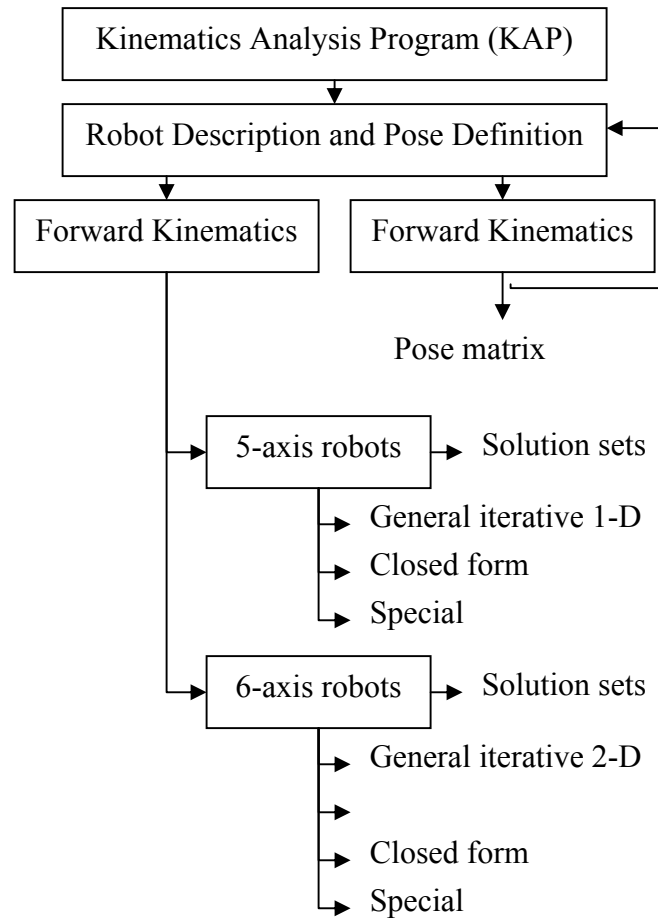 Kinematics Analysis Program (KAP)
Robot Description and Pose Definition
Forward Kinematics
Forward Kinematics
Pose matrix
5-axis robots
Solution sets
General iterative 1-D
Closed form
Special
6-axis robots
Solution sets
General iterative 2-D
Closed form
Special